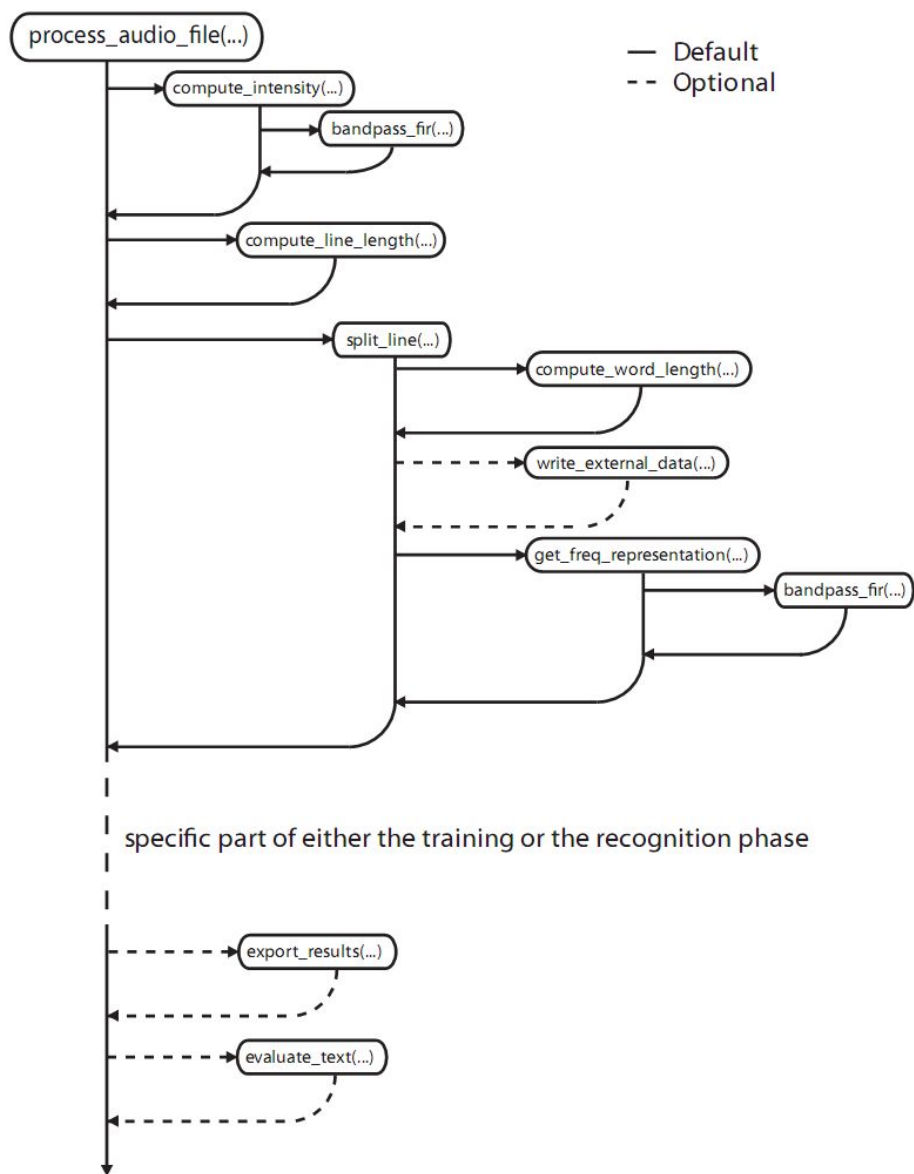 process_audio_file(...)
Default
Optional
compute_intensity(...)
bandpass_fir(...)
compute_line_length(...)
split_line(...)
compute_word_length(...)
write_external_data(...)
get_freq_representation(...)
bandpass_fir(...)
specific part of either the training or the recognition phase
export_results(...)
evaluate_text(...)